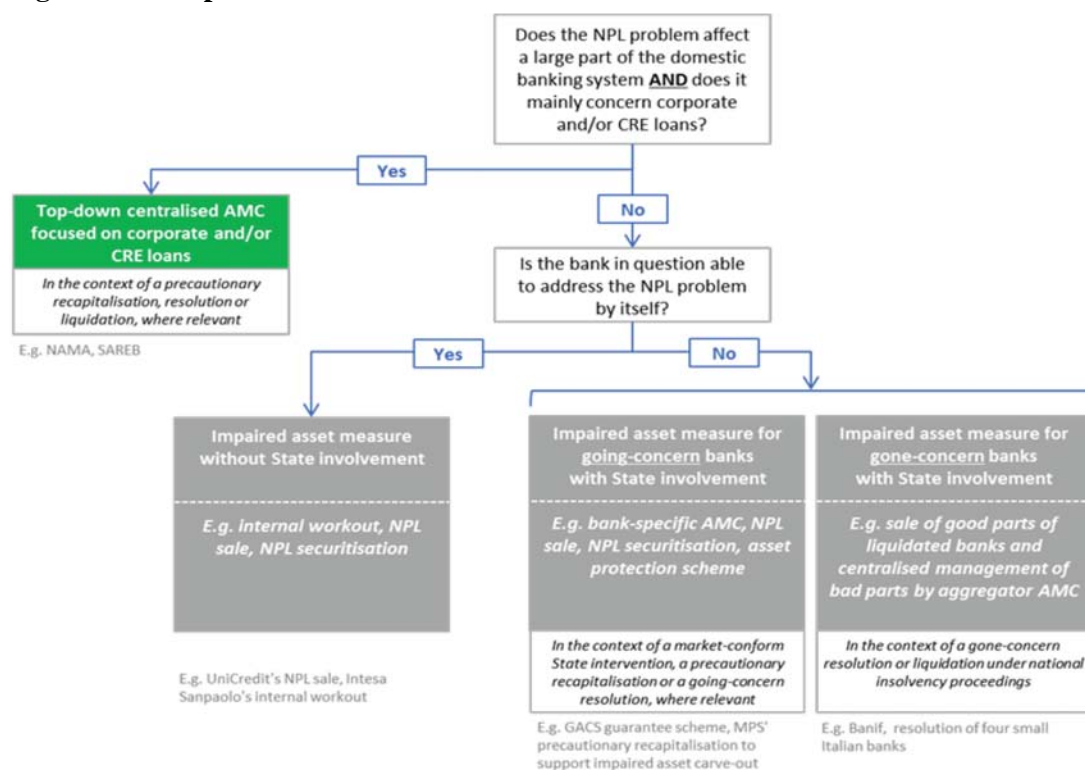 Does the NPL problem affect
a large part of the domestic
banking system AND does it
mainly concern corporate
and/or CRE loans?
Yes
No
Top-down centralised AMC
focused on corporate and/or
CRE loans
In the context of a precautionary
recapitalisation, resolution or
liquidation, where relevant
E.g. NAMA, SAREB
Is the bank in question able
to address the NPL problem
by itself?
Yes
No
Impaired asset measure
without State involvement
E.g. internal workout, NPL
sale, NPL securitisation
E.g. UniCredit's NPL sale, Intesa
Sanpaolo's internal workout
Impaired asset measure for
going-concern banks
with State involvement
E.g. bank-specific AMC, NPL
sale, NPL securitisation, asset
protection scheme
In the context of a market-conform
State intervention, a precautionary
recapitalisation or a going-concern
resolution, where relevant
E.g. GACS guarantee scheme, MPS'
precautionary recapitalisation to
support impaired asset carve-out
Impaired asset measure for
gone-concern banks
with State involvement
E.g. sale of good parts of
liquidated banks and
centralised management of
bad parts by aggregator AMC
In the context of a gone-concern
resolution or liquidation under national
insolvency proceedings
E.g. Banif, resolution of four small
Italian banks